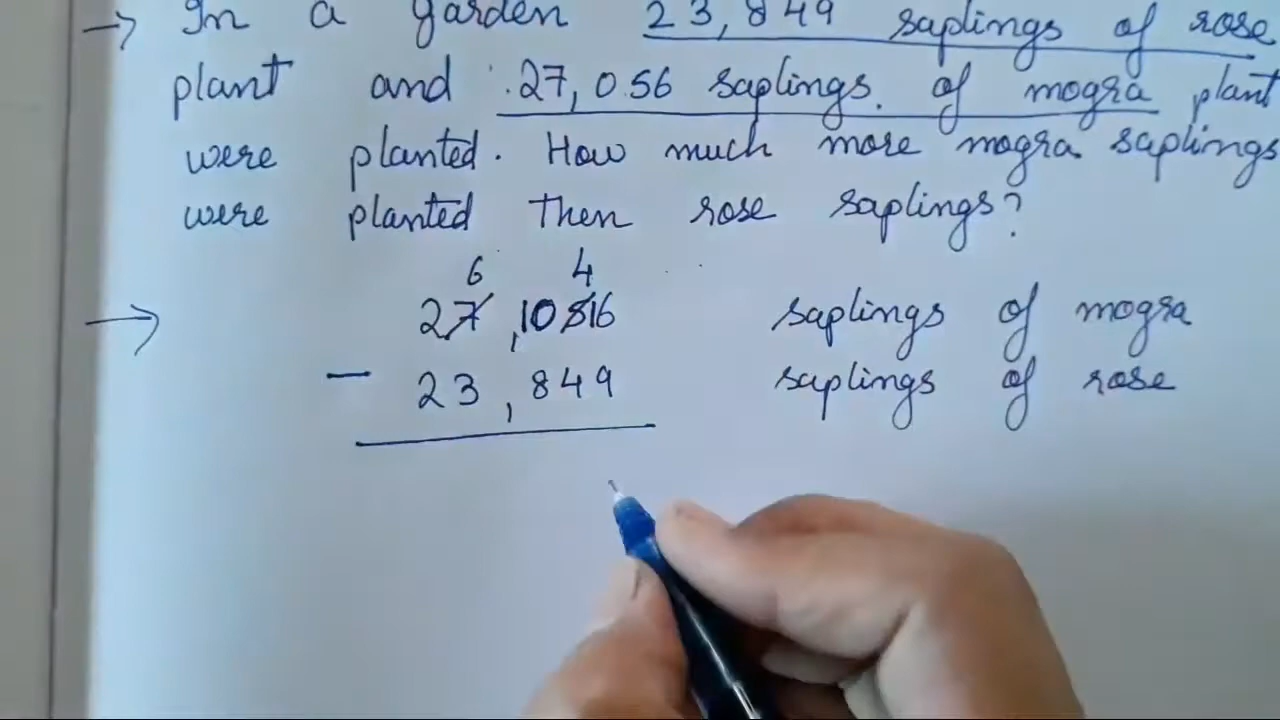 → In a garden 23,849 saplings of rose
plant and 27,056 saplings of mogra plant
were planted. How much more mogra saplings
were planted then rose saplings?
6 4
→ 27,10516 saplings of mogra
- 23,849 saplings of rose